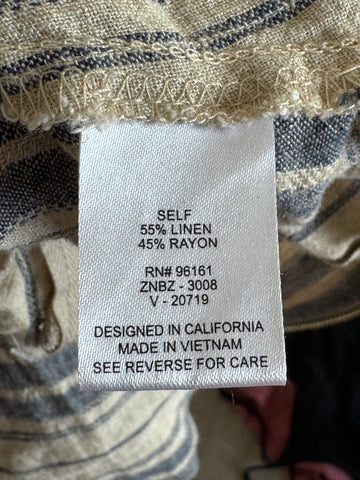 SELF
55% LINEN
45% RAYON
RN# 96161
ZNBZ - 3008
V - 20719
DESIGNED IN CALIFORNIA
MADE IN VIETNAM
SEE REVERSE FOR CARE